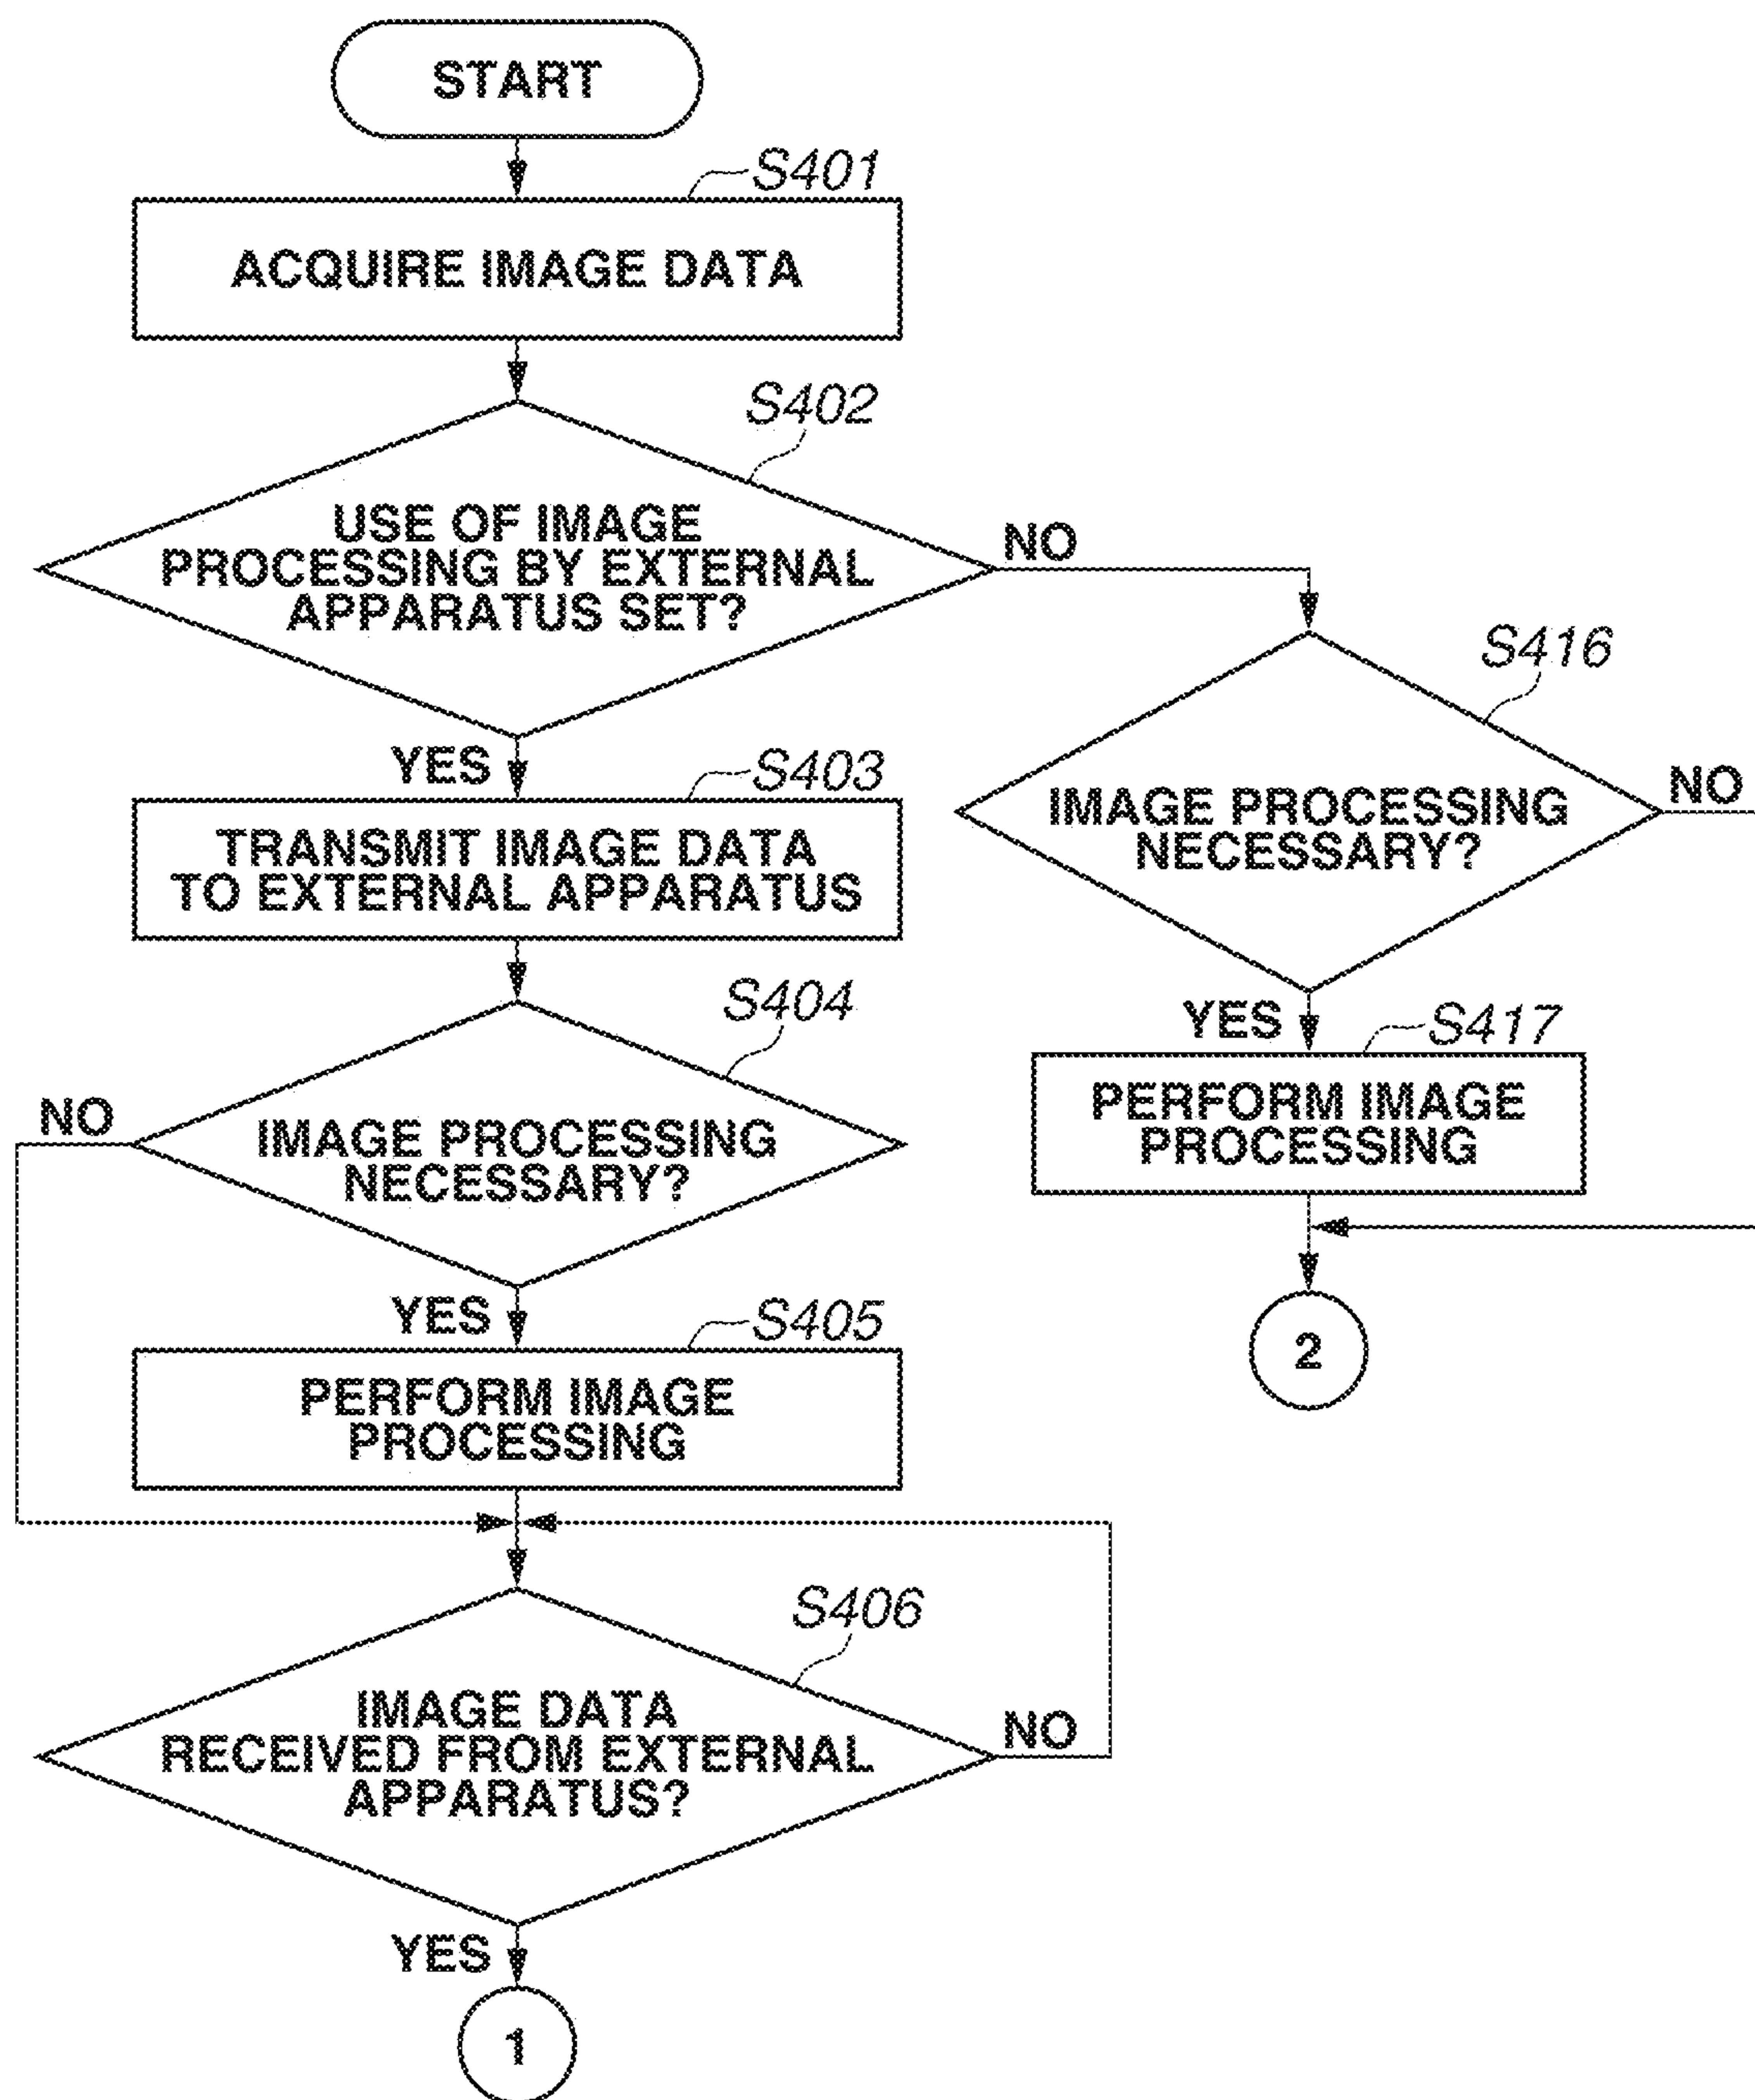 START
S401
ACQUIRE IMAGE DATA
S402
USE OF IMAGE
PROCESSING BY EXTERNAL
APPARATUS SET?
NO
YES
S403
TRANSMIT IMAGE DATA
TO EXTERNAL APPARATUS
S404
IMAGE PROCESSING
NECESSARY?
NO
YES
S405
PERFORM IMAGE
PROCESSING
S406
IMAGE DATA
RECEIVED FROM EXTERNAL
APPARATUS?
NO
YES
1
S416
IMAGE PROCESSING
NECESSARY?
NO
YES
S417
PERFORM IMAGE
PROCESSING
2